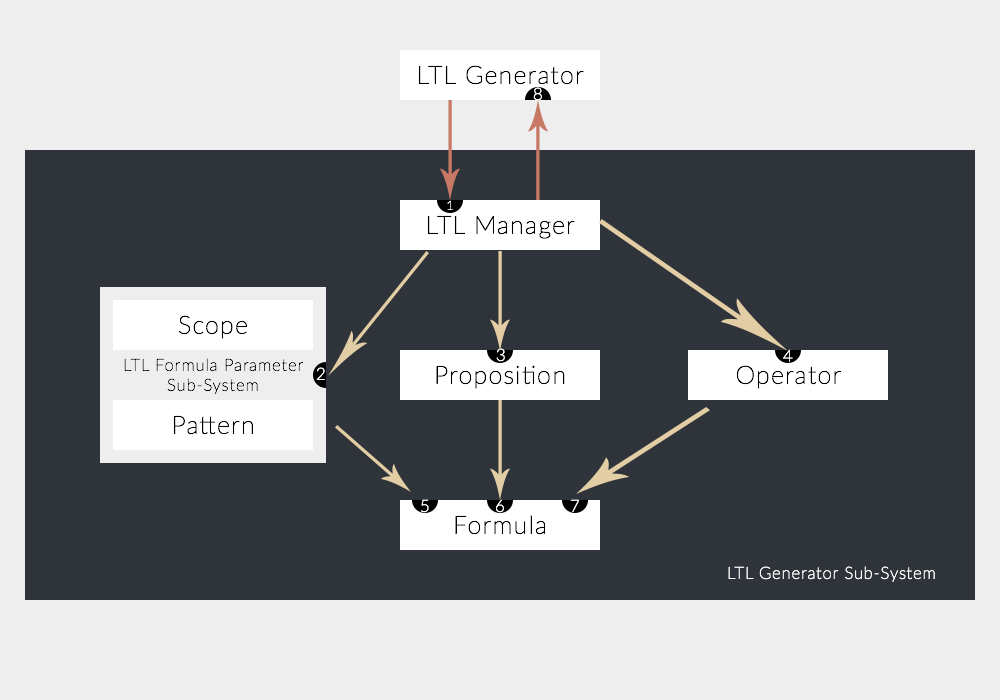 LTL Generator
8
1
LTL Manager
Scope
LTL Formula Parameter
Sub-System
2
Pattern
3
Proposition
4
Operator
5
6
7
Formula
LTL Generator Sub-System